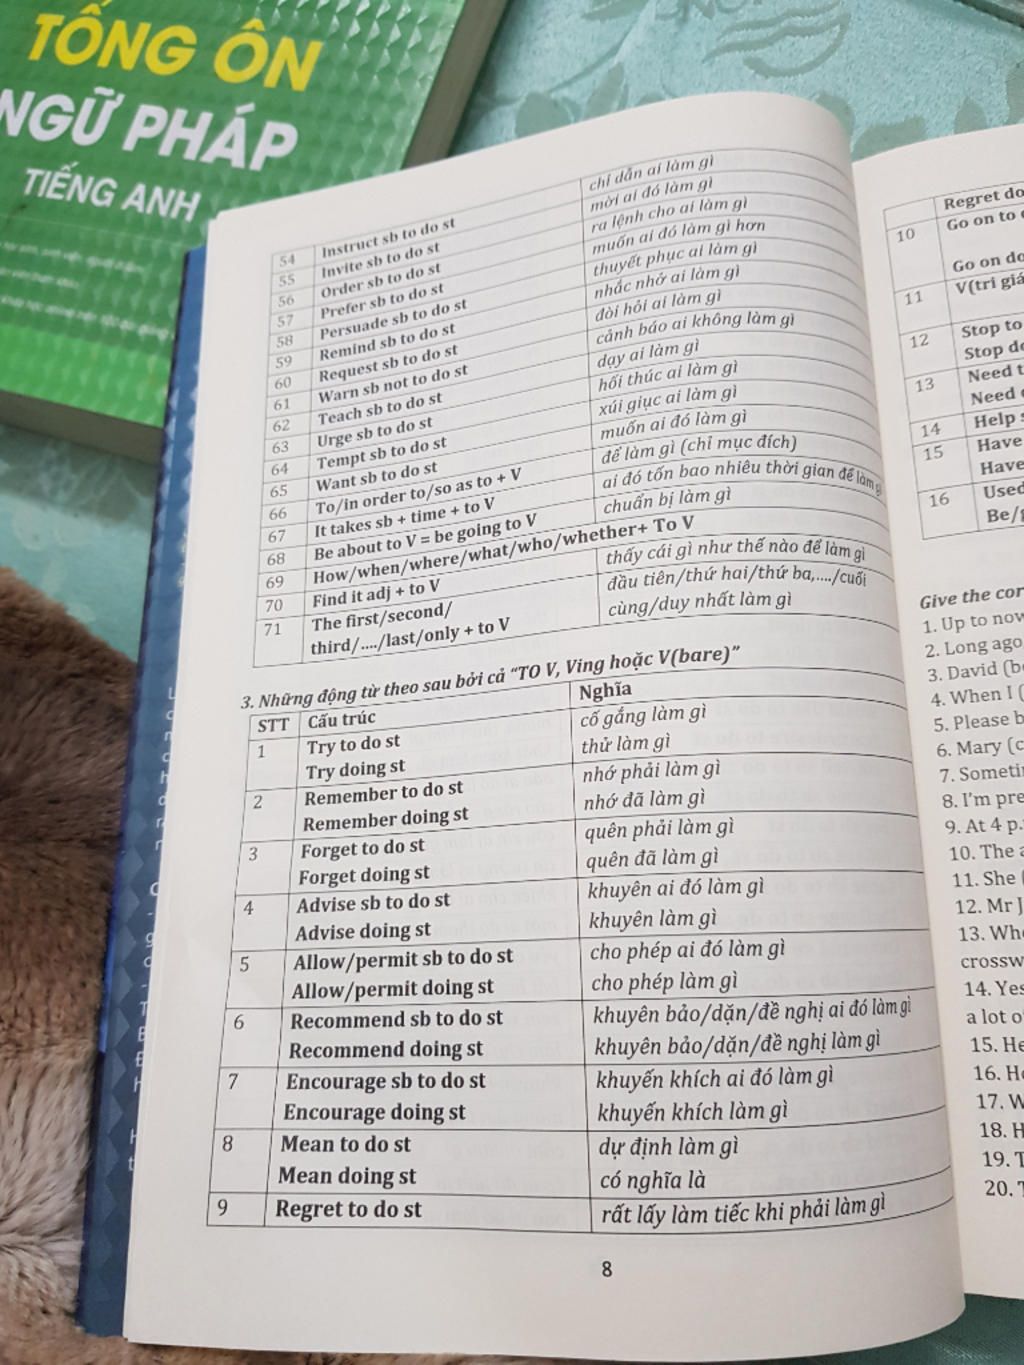 TỔNG ÔN
NGỮ PHÁP
TIẾNG ANH
54 Instruct sb to do st chỉ dẫn ai làm gì
55 Invite sb to do st mời ai đó làm gì
56 Order sb to do st ra lệnh cho ai làm gì
57 Prefer sb to do st muốn ai đó làm gì hơn
58 Persuade sb to do st thuyết phục ai làm gì
59 Remind sb to do st nhắc nhở ai làm gì
60 Request sb to do st đòi hỏi ai làm gì
61 Warn sb not to do st cảnh báo ai không làm gì
62 Teach sb to do st dạy ai làm gì
63 Urge sb to do st hối thúc ai làm gì
64 Tempt sb to do st xúi giục ai làm gì
65 Want sb to do st muốn ai đó làm gì
66 To/in order to/so as to + V để làm gì (chỉ mục đích)
67 It takes sb + time + to V ai đó tốn bao nhiêu thời gian để làm gì
68 Be about to V = be going to V chuẩn bị làm gì
69 How/when/where/what/who/whether+ To V
70 Find it adj + to V thấy cái gì như thế nào để làm gì
71 The first/second/ đầu tiên/thứ hai/thứ ba,..../cuối
third/..../last/only + to V cùng/duy nhất làm gì
3. Những động từ theo sau bởi cả "TO V, Ving hoặc V(bare)"
STT Cấu trúc Nghĩa
1 Try to do st cố gắng làm gì
Try doing st thử làm gì
2 Remember to do st nhớ phải làm gì
Remember doing st nhớ đã làm gì
3 Forget to do st quên phải làm gì
Forget doing st quên đã làm gì
4 Advise sb to do st khuyên ai đó làm gì
Advise doing st khuyên làm gì
5 Allow/permit sb to do st cho phép ai đó làm gì
Allow/permit doing st cho phép làm gì
6 Recommend sb to do st khuyên bảo/dặn/đề nghị ai đó làm gì
Recommend doing st khuyên bảo/dặn/đề nghị làm gì
7 Encourage sb to do st khuyến khích ai đó làm gì
Encourage doing st khuyến khích làm gì
8 Mean to do st dự định làm gì
Mean doing st có nghĩa là
9 Regret to do st rất lấy làm tiếc khi phải làm gì
8
Regret do
10 Go on to
Go on do
11 V(tri giá
12 Stop to
Stop
13 Need
Need
14 Help
15 Have
Have
16 Used
Be/g
Give the
1. Up to now
2. Long ago,
3. David
4. When I
5. Please
6. Mary
7.
8. I'm
9. At 4
10. The
11. She
12. Mr
13.
crossw
14. Yes
a lot
15. He
16.
17.
18.
19.
20.